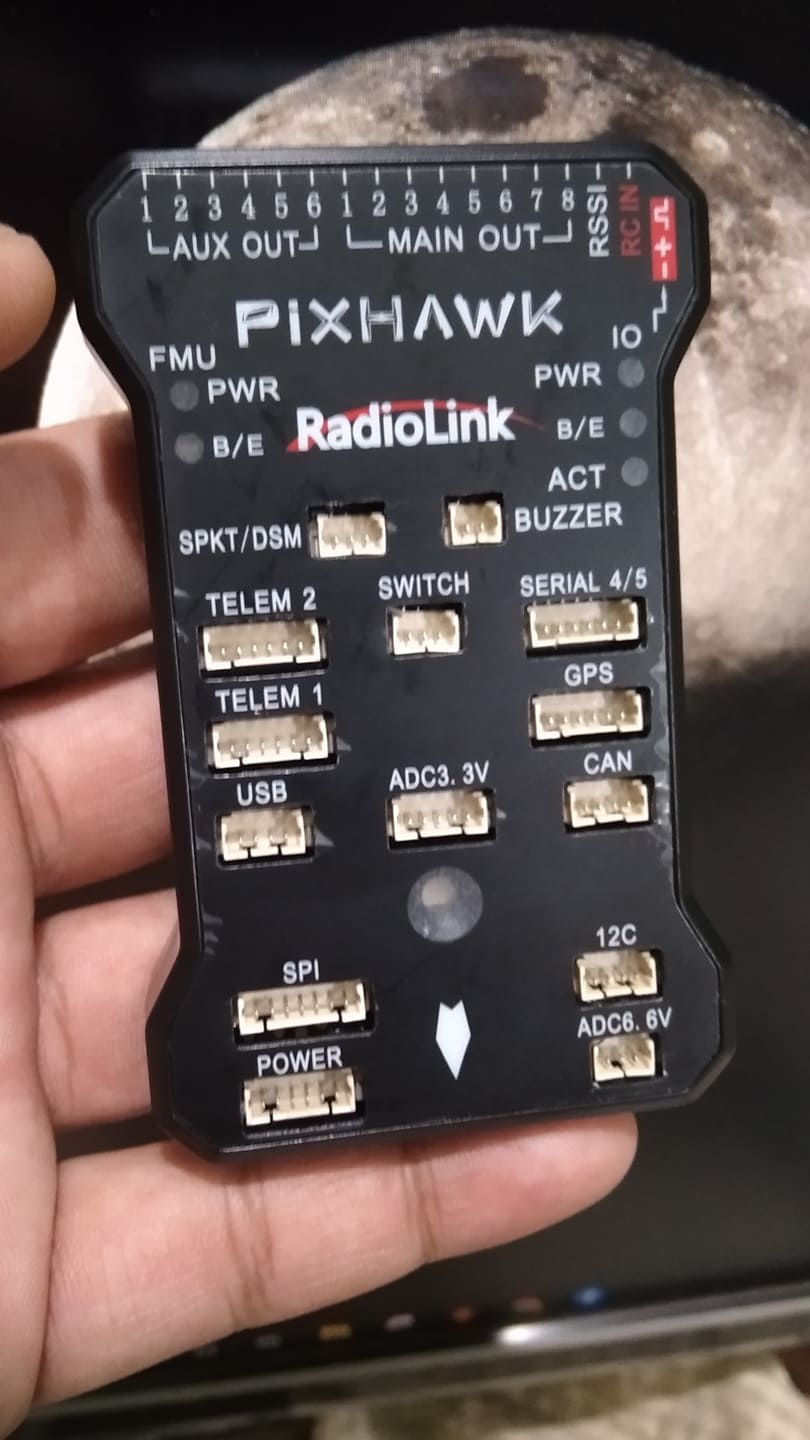 1 2 3 4 5 6 1 2 3 4 5 6 7 8 RSSI RC IN
AUX OUT MAIN OUT - +
PIXHAWK
IO
FMU
PWR PWR
RadioLink
B/E B/E
ACT
SPKT/DSM BUZZER
SWITCH SERIAL 4/5
TELEM 2
GPS
TELEM 1
CAN
USB ADC3.3V
12C
SPI
ADC6.6V
POWER